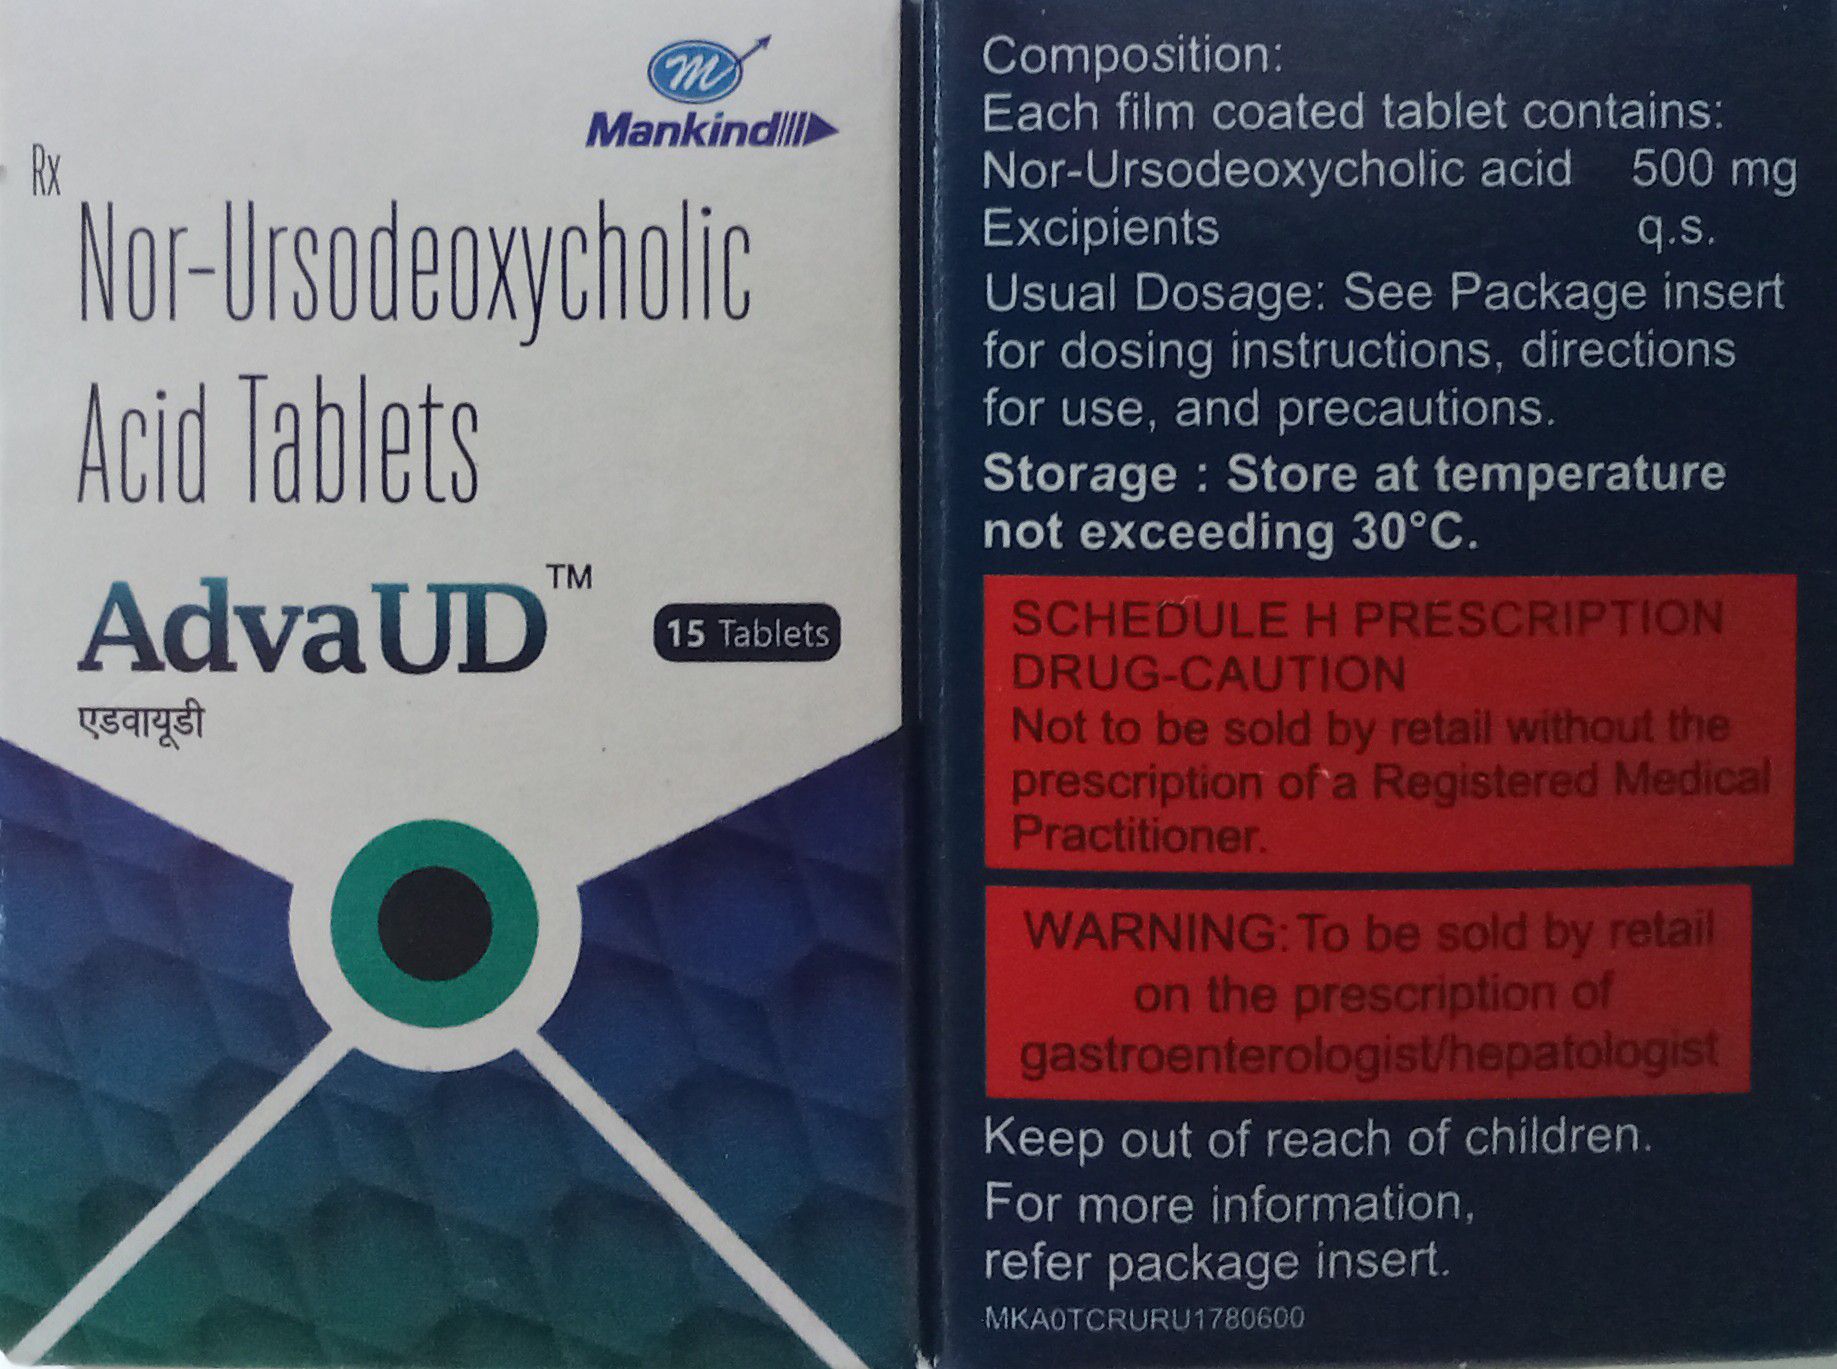 m
Mankind
Rx
Nor-Ursodeoxycholic
Acid Tablets
AdvaUD™
15 Tablets
एडवायूडी
Composition:
Each film coated tablet contains:
Nor-Ursodeoxycholic acid 500 mg
Excipients q.s.
Usual Dosage: See Package insert
for dosing instructions, directions
for use, and precautions.
Storage : Store at temperature
not exceeding 30°C.
SCHEDULE H PRESCRIPTION
DRUG-CAUTION
Not to be sold by retail without the
prescription of a Registered Medical
Practitioner.
WARNING: To be sold by retail
on the prescription of
gastroenterologist/hepatologist
Keep out of reach of children.
For more information,
refer package insert.
MKA0TCRURU1780600